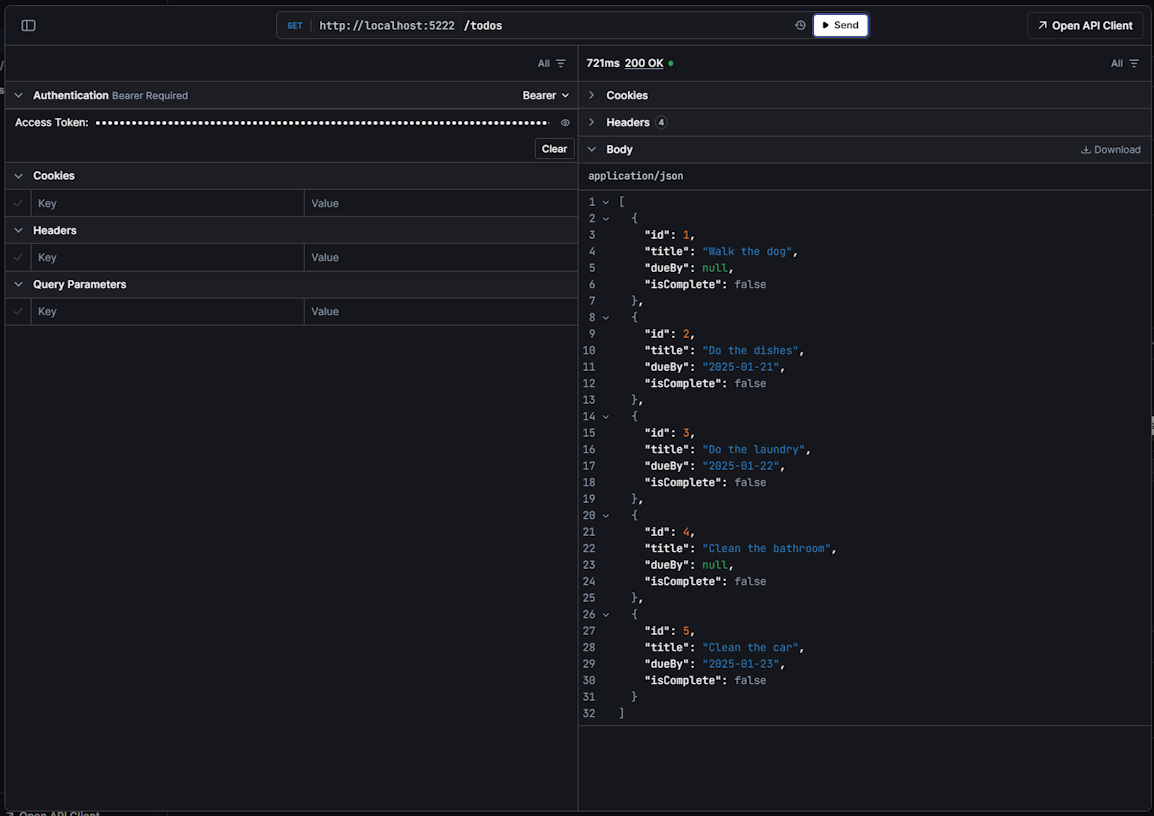 GET http://localhost:5222 /todos Send Open API Client
All
Authentication Bearer Required Bearer
Access Token: ••••••••••••••••••••••••••••••••••••••••••••••••••••••••••••••••••••••
Clear
Cookies
Key Value
Headers
Key Value
Query Parameters
Key Value
721ms 200 OK All
Cookies
Headers 4
Body Download
application/json
1 [
2 {
3 "id": 1,
4 "title": "Walk the dog",
5 "dueBy": null,
6 "isComplete": false
7 },
8 {
9 "id": 2,
10 "title": "Do the dishes",
11 "dueBy": "2025-01-21",
12 "isComplete": false
13 },
14 {
15 "id": 3,
16 "title": "Do the laundry",
17 "dueBy": "2025-01-22",
18 "isComplete": false
19 },
20 {
21 "id": 4,
22 "title": "Clean the bathroom",
23 "dueBy": null,
24 "isComplete": false
25 },
26 {
27 "id": 5,
28 "title": "Clean the car",
29 "dueBy": "2025-01-23",
30 "isComplete": false
31 }
32 ]
Open API Client